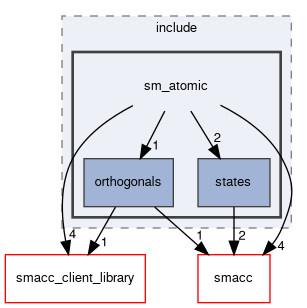 include
sm_atomic
1
2
orthogonals
states
4
1
1
2
4
smacc_client_library
smacc